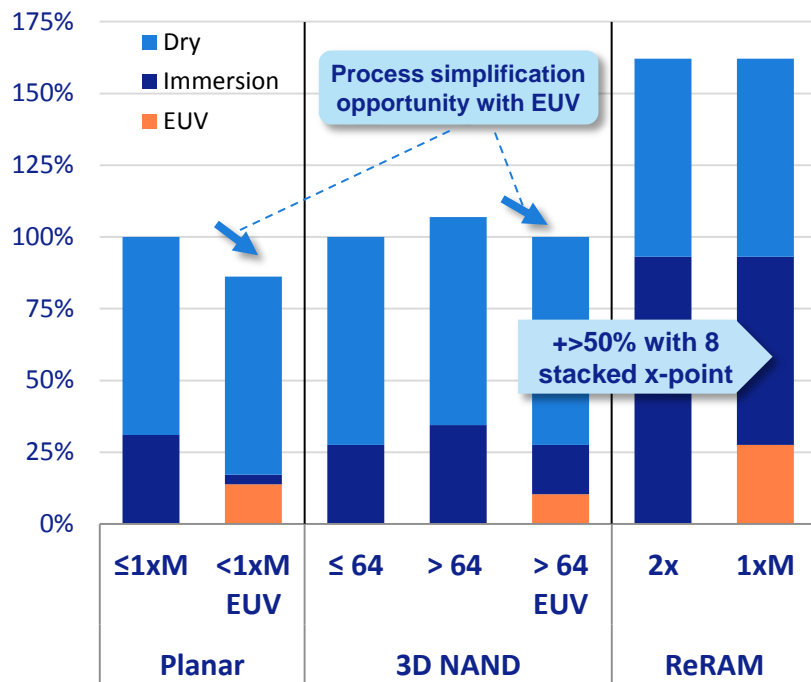 175%
150%
125%
100%
75%
50%
25%
0%
Dry
Immersion
EUV
Process simplification
opportunity with EUV
+>50% with 8
stacked x-point
≤1xM
<1xM
EUV
≤ 64
> 64
> 64
EUV
2x
1xM
Planar
3D NAND
ReRAM